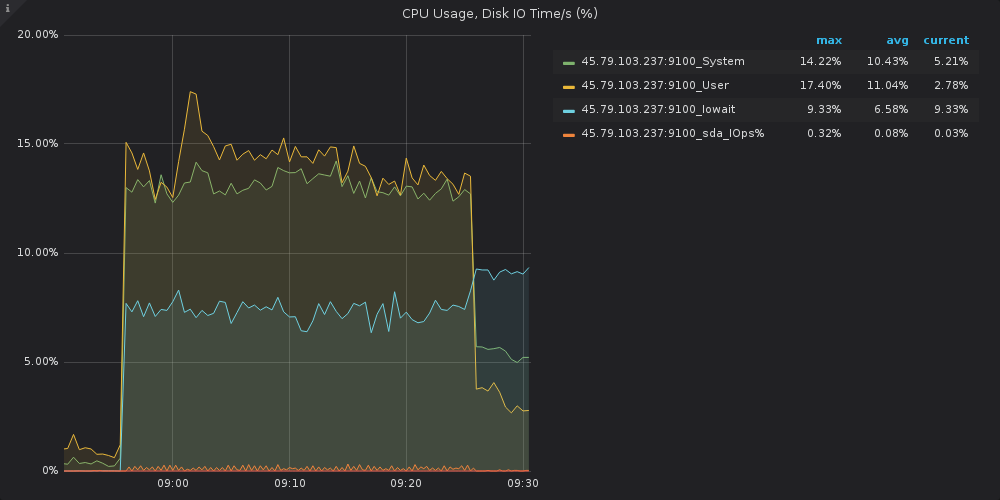 i
CPU Usage, Disk IO Time/s (%)
20.00%
15.00%
10.00%
5.00%
0%
09:00 09:10 09:20 09:30
max avg current
45.79.103.237:9100_System 14.22% 10.43% 5.21%
45.79.103.237:9100_User 17.40% 11.04% 2.78%
45.79.103.237:9100_Iowait 9.33% 6.58% 9.33%
45.79.103.237:9100_sda_IOps% 0.32% 0.08% 0.03%